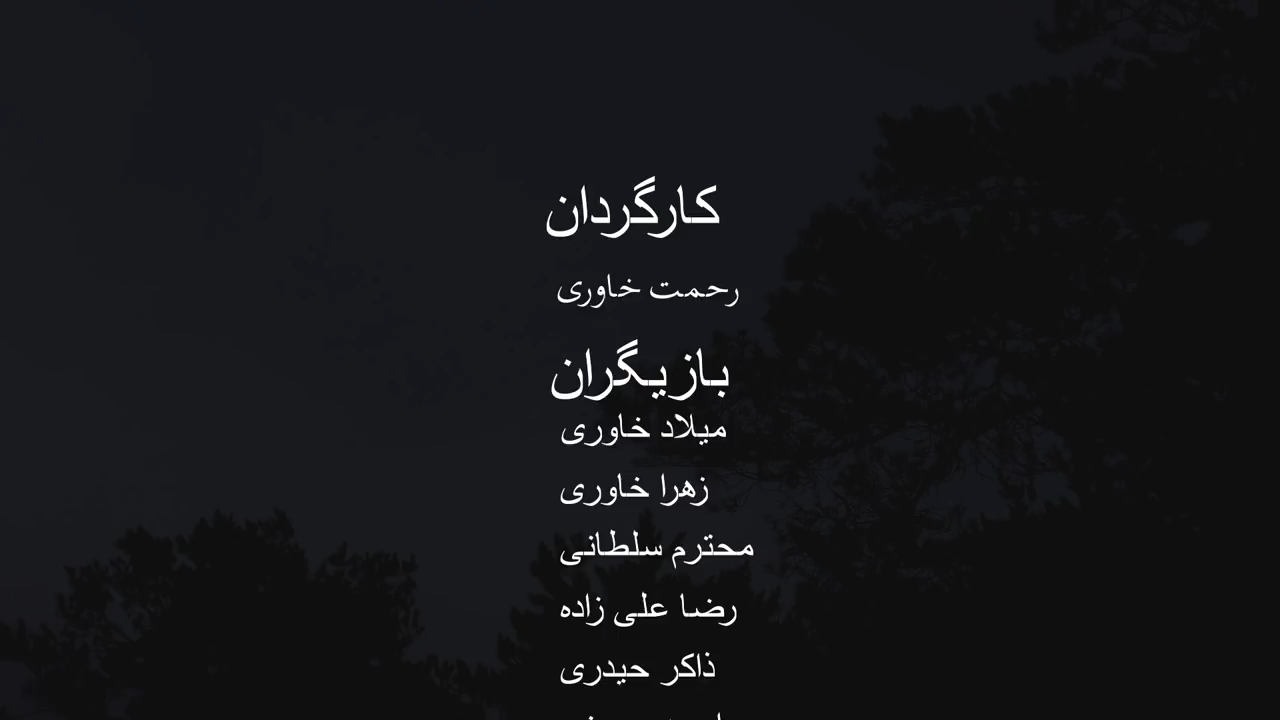 کارگردان
رحمت خاوری
بازیگران
میلاد خاوری
زهرا خاوری
محترم سلطانی
رضا علی زاده
ذاکر حیدری